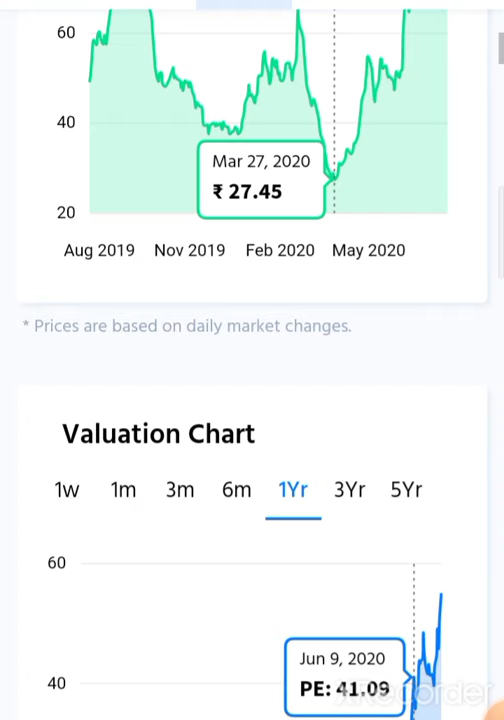 60
40
Mar 27, 2020
₹ 27.45
20
Aug 2019 Nov 2019 Feb 2020 May 2020
* Prices are based on daily market changes.
Valuation Chart
1w 1m 3m 6m 1Yr 3Yr 5Yr
60
Jun 9, 2020
PE: 41.09
40
XRecorder